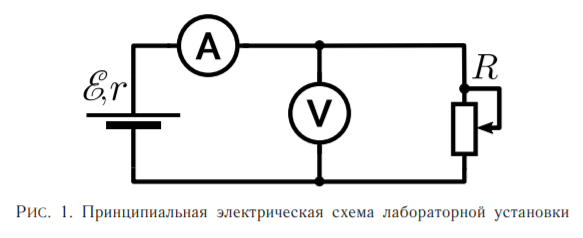 A
ℰ,r
V
R
Рис. 1. Принципиальная электрическая схема лабораторной установки